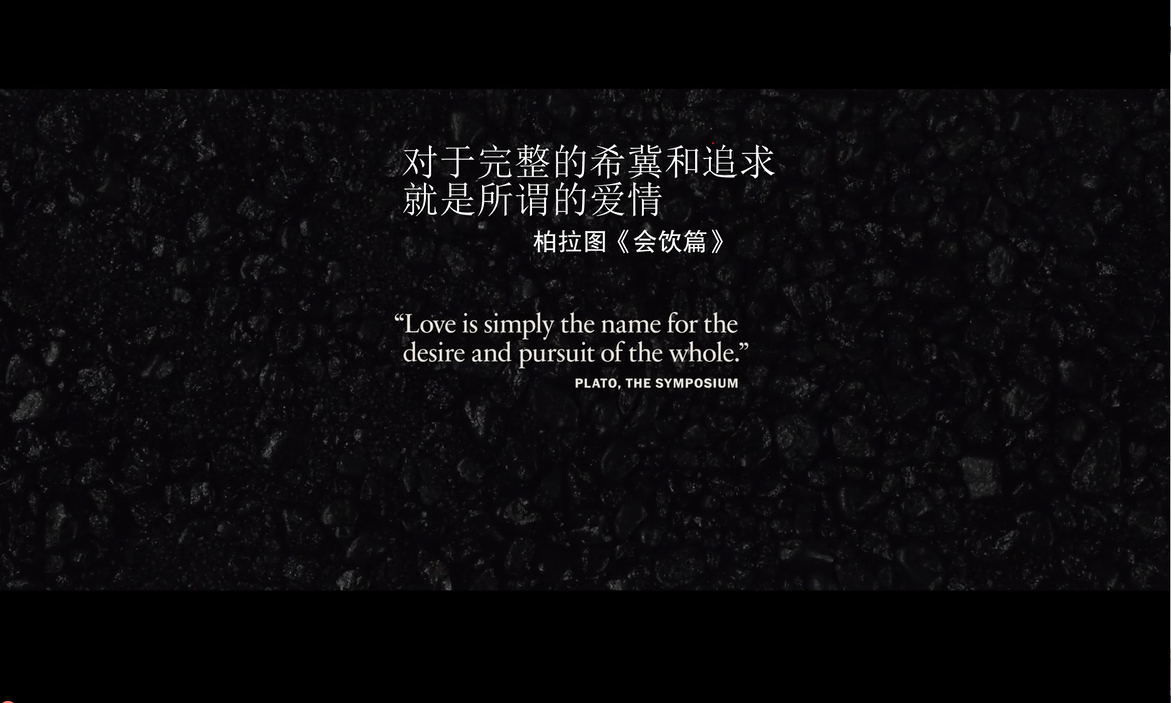 对于完整的希冀和追求
就是所谓的爱情
柏拉图《会饮篇》
“Love is simply the name for the
desire and pursuit of the whole.”
PLATO, THE SYMPOSIUM